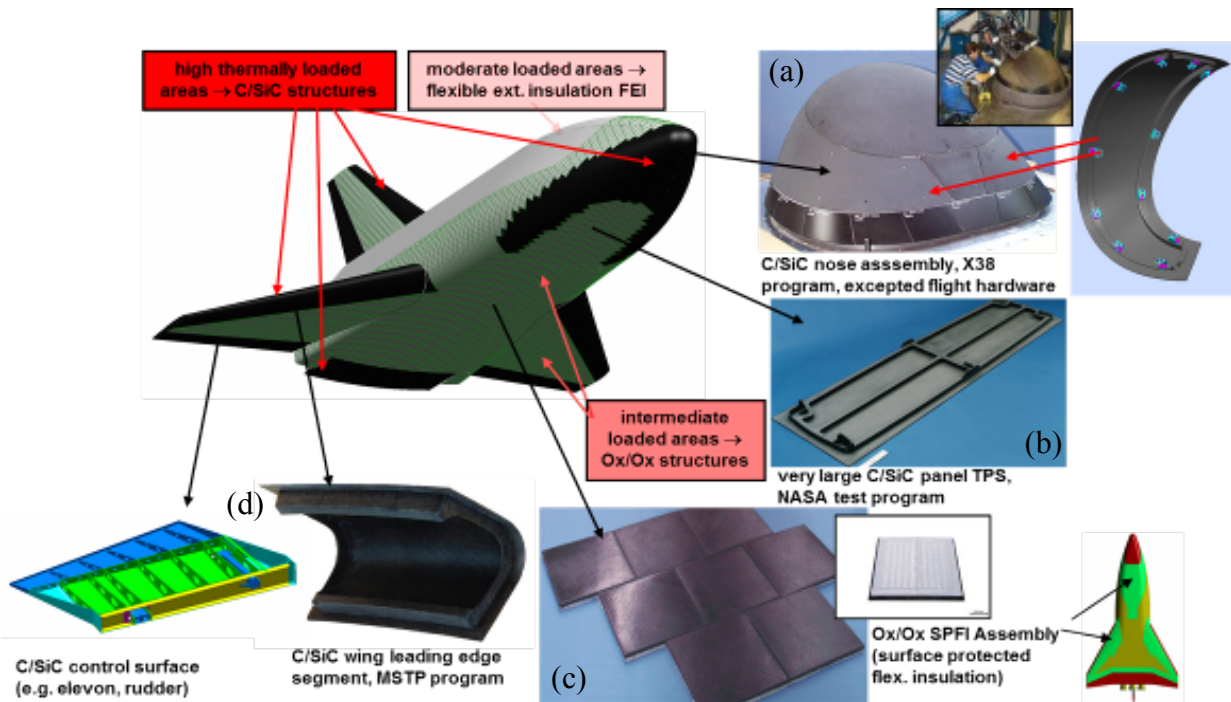 high thermally loaded
areas → C/SiC structures
moderate loaded areas →
flexible ext. insulation FEI
(a)
C/SiC nose asssembly, X38
program, excepted flight hardware
(b)
very large C/SiC panel TPS,
NASA test program
intermediate
loaded areas →
Ox/Ox structures
(d)
C/SiC control surface
(e.g. elevon, rudder)
C/SiC wing leading edge
segment, MSTP program
(c)
Ox/Ox SPFI Assembly
(surface protected
flex. insulation)